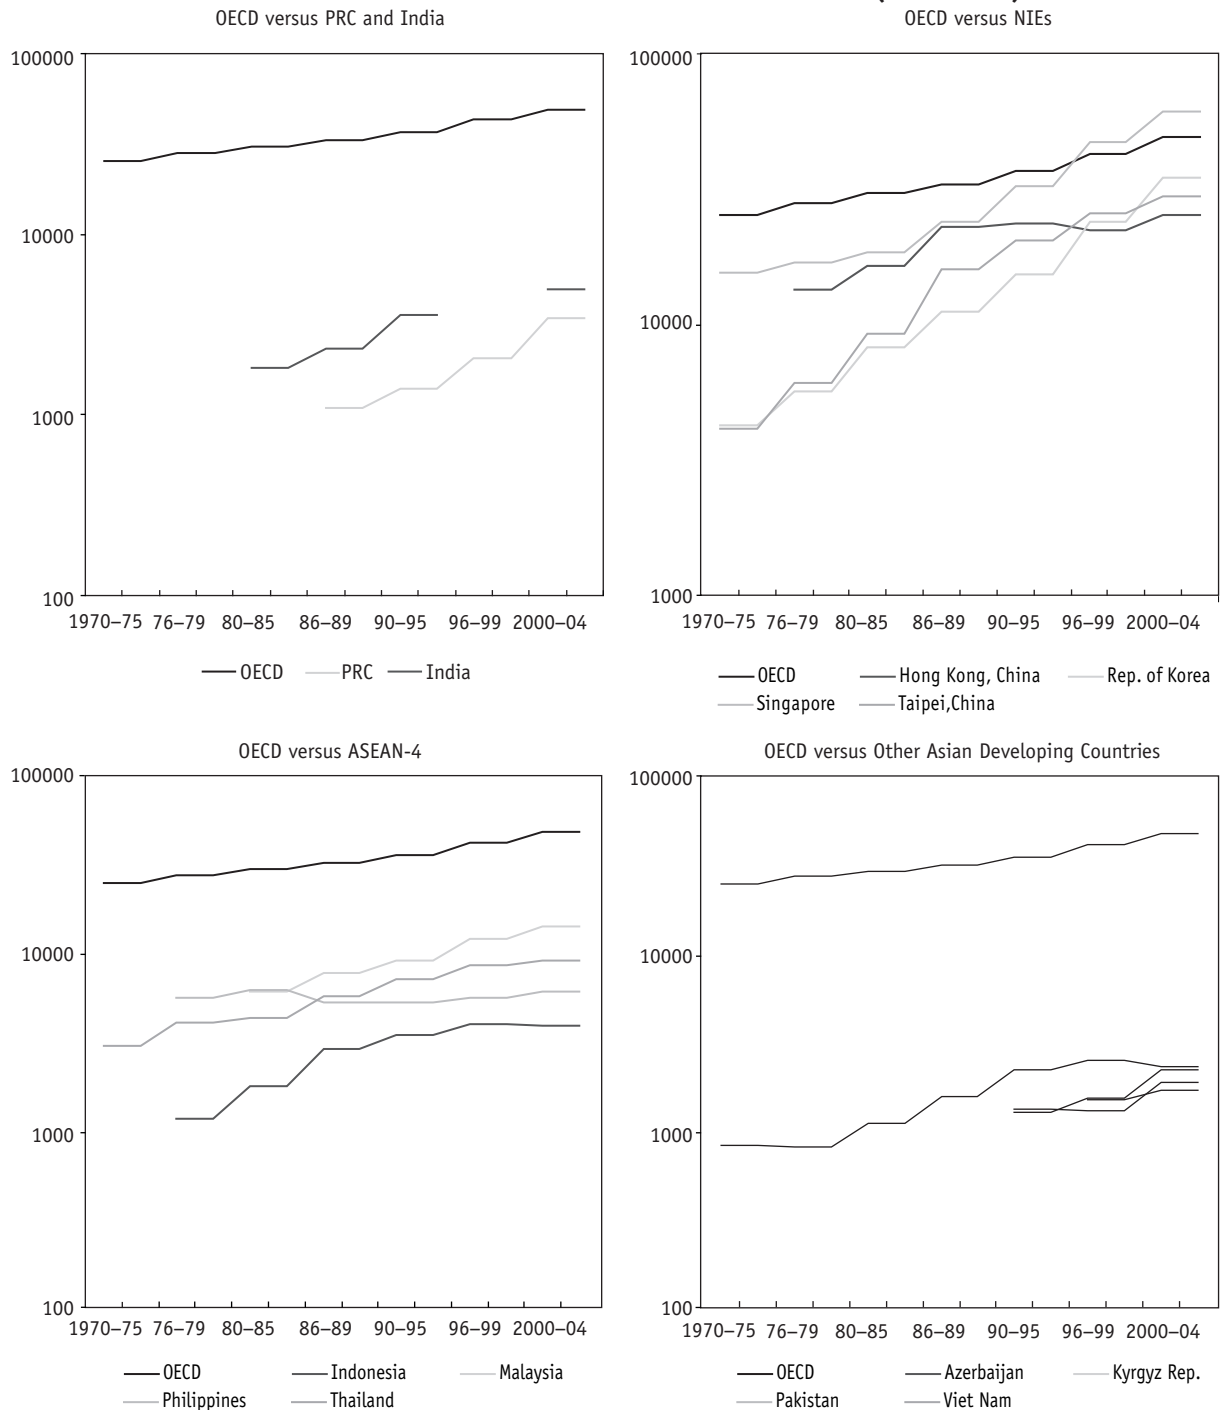 OECD versus PRC and India
100000
10000
1000
100
1970–75 76–79 80–85 86–89 90–95 96–99 2000–04
OECD PRC India
OECD versus NIEs
100000
10000
1000
1970–75 76–79 80–85 86–89 90–95 96–99 2000–04
OECD Hong Kong, China Rep. of Korea
Singapore Taipei,China
OECD versus ASEAN-4
100000
10000
1000
100
1970–75 76–79 80–85 86–89 90–95 96–99 2000–04
OECD Indonesia Malaysia
Philippines Thailand
OECD versus Other Asian Developing Countries
100000
10000
1000
100
1970–75 76–79 80–85 86–89 90–95 96–99 2000–04
OECD Azerbaijan Kyrgyz Rep.
Pakistan Viet Nam